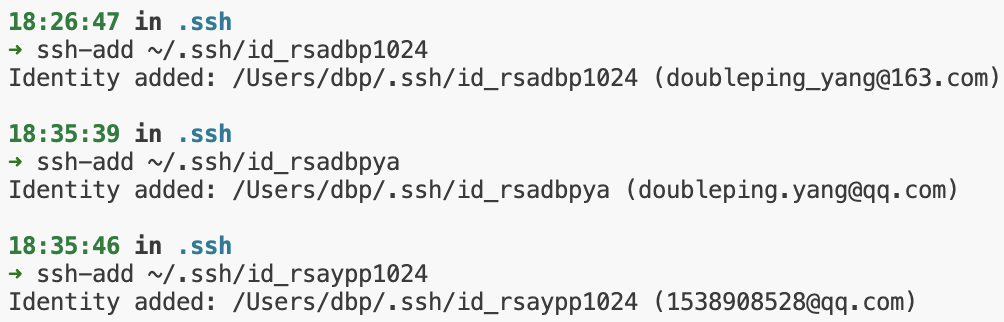 18:26:47 in .ssh
➜ ssh-add ~/.ssh/id_rsadbp1024
Identity added: /Users/dbp/.ssh/id_rsadbp1024 (doubleping_yang@163.com)
18:35:39 in .ssh
➜ ssh-add ~/.ssh/id_rsadbpya
Identity added: /Users/dbp/.ssh/id_rsadbpya (doubleping.yang@qq.com)
18:35:46 in .ssh
➜ ssh-add ~/.ssh/id_rsaypp1024
Identity added: /Users/dbp/.ssh/id_rsaypp1024 (1538908528@qq.com)